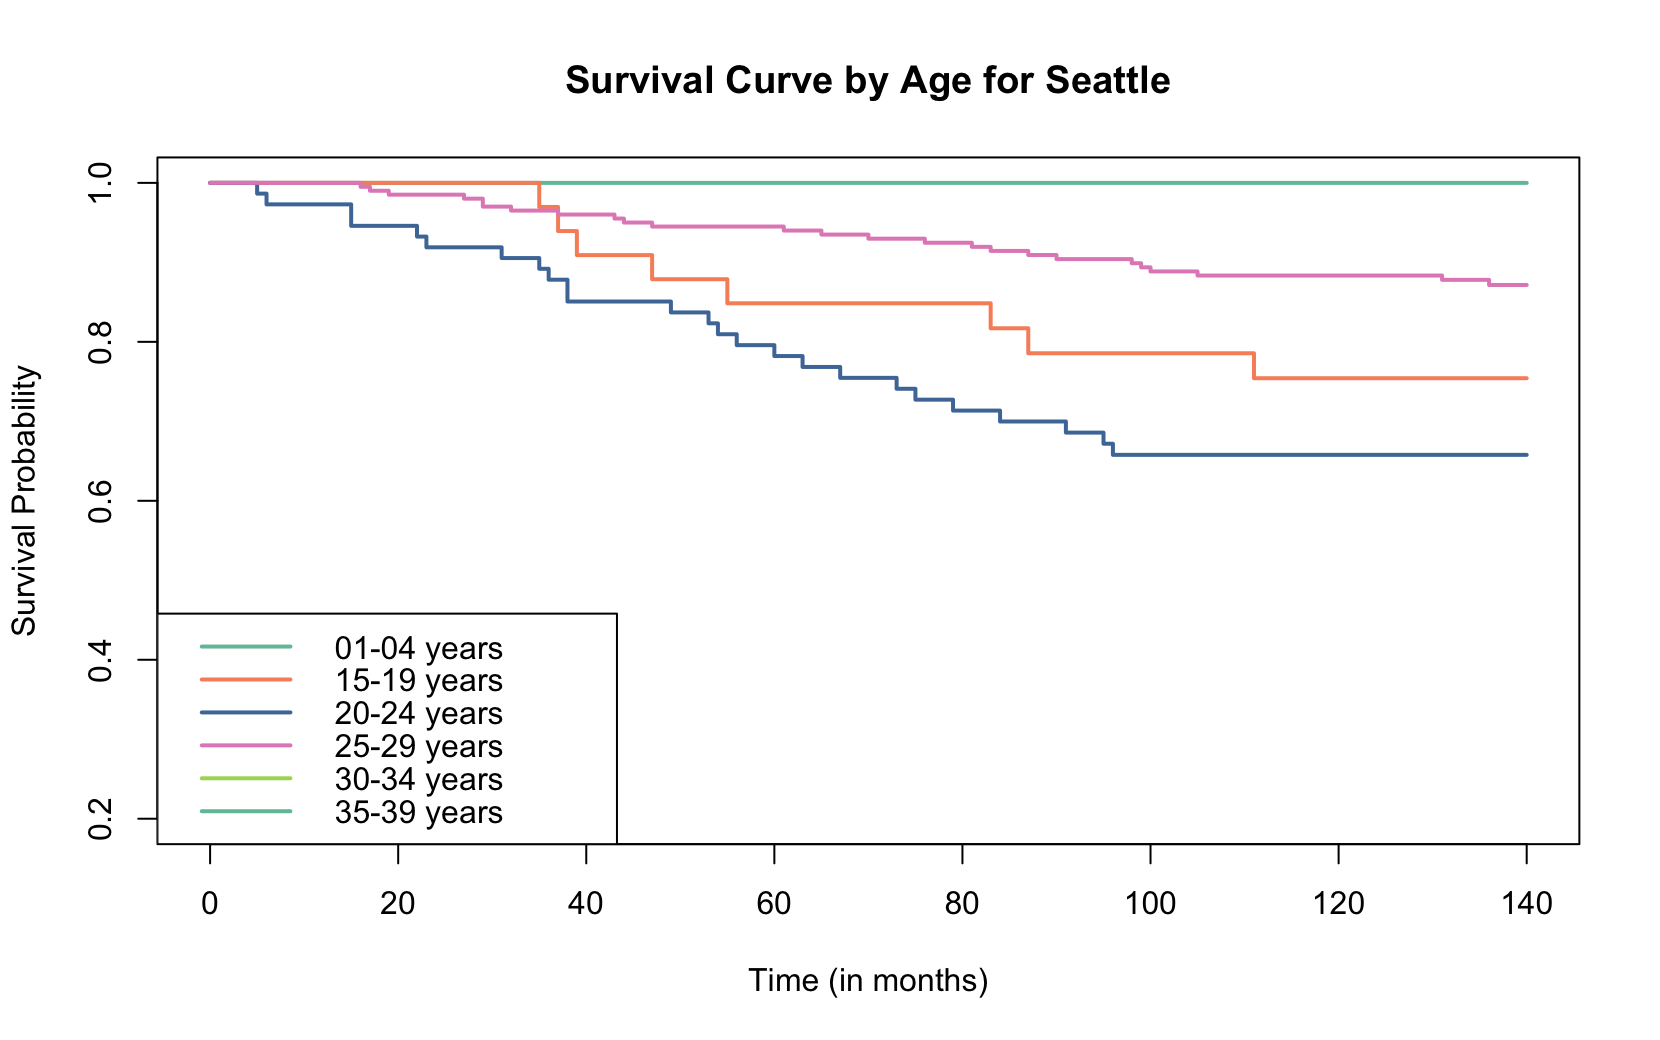 Survival Curve by Age for Seattle
Survival Probability
1.0
0.8
0.6
0.4
0.2
01-04 years
15-19 years
20-24 years
25-29 years
30-34 years
35-39 years
0 20 40 60 80 100 120 140
Time (in months)